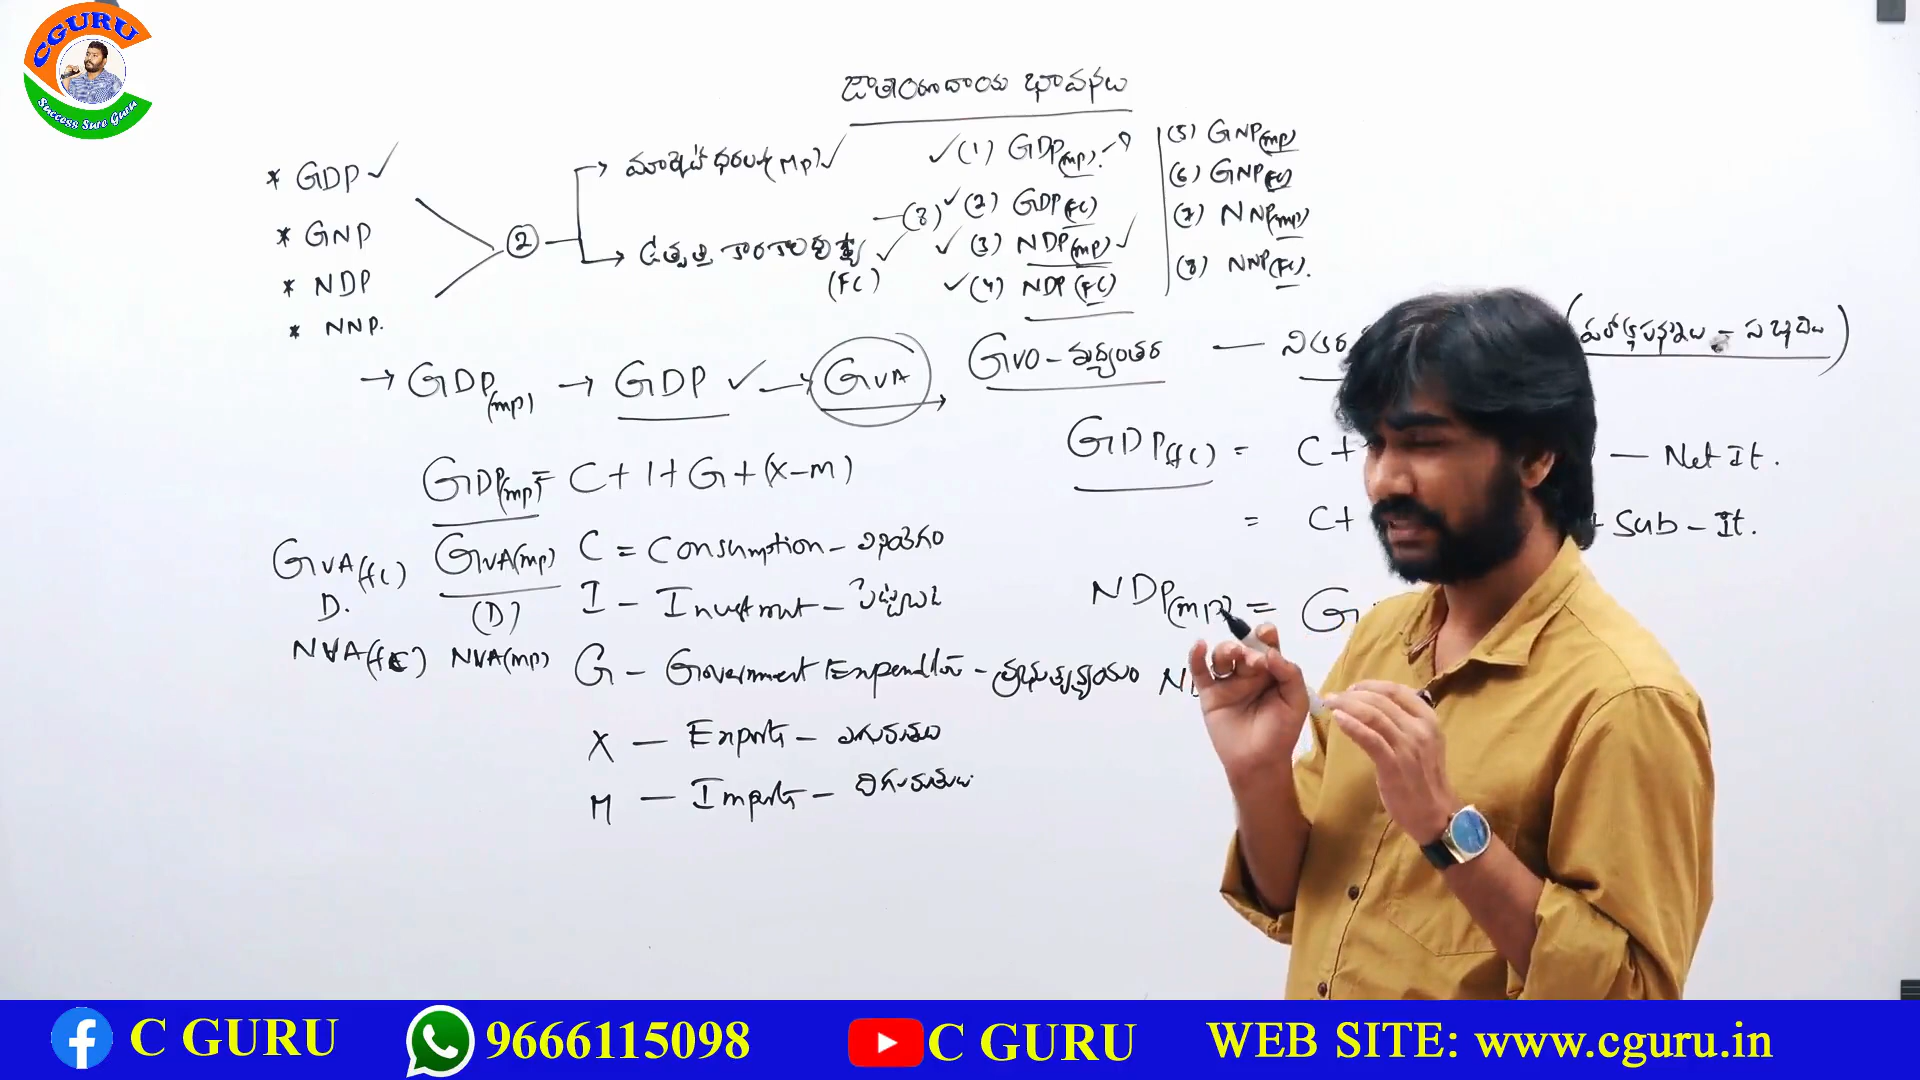 CGURU
Success Sure Guru
జాతీయాదాయ భావనలు
* GDP ✓
* GNP
* NDP
* NNP.
2
→ మార్కెట్ ధరలు (MP) ✓
→ ఉత్పత్తి కారకాల దృష్ట్యా ✓
(FC)
— (8)
✓ (1) GDP(mp).
✓ (2) GDP(FC)
✓ (3) NDP(mp) ✓
✓ (4) NDP (FC)
(5) GNP(mp)
(6) GNP(FC)
(7) NNP(mp)
(8) NNP(FC).
→ GDP(mp) → GDP ✓ → GVA → GVO - మధ్యంతర — నికర
GDP(mp) = C + I + G + (X-M)
GVA(fc) GVA(mp)
D. (D)
NVA(fC) NVA(mp)
C = Consumption - వినియోగం
I - Investment - పెట్టుబడి
G - Government Expenditure - ప్రభుత్వ వ్యయం
X — Exports - ఎగుమతులు
M — Imports - దిగుమతులు
GDP(fc) = C+ — Net It.
= C+ + Sub - It.
NDP(mp) = G
C GURU
9666115098
C GURU
WEB SITE: www.cguru.in